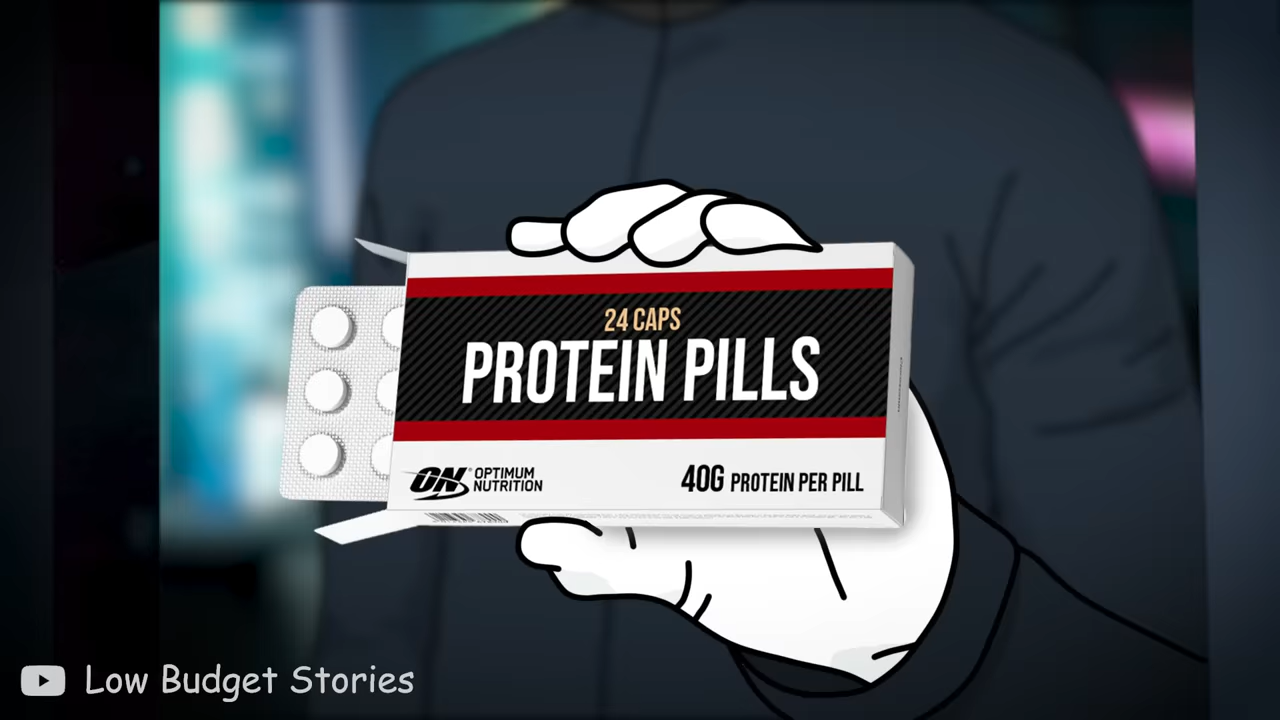 24 CAPS
PROTEIN PILLS
ON® OPTIMUM
NUTRITION
40G PROTEIN PER PILL
Low Budget Stories